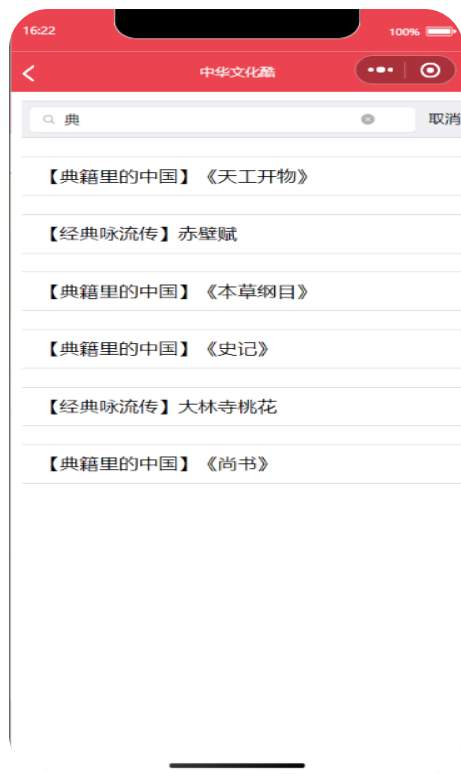 16:22 100%
中华文化酷
典 取消
【典籍里的中国】《天工开物》
【经典咏流传】赤壁赋
【典籍里的中国】《本草纲目》
【典籍里的中国】《史记》
【经典咏流传】大林寺桃花
【典籍里的中国】《尚书》